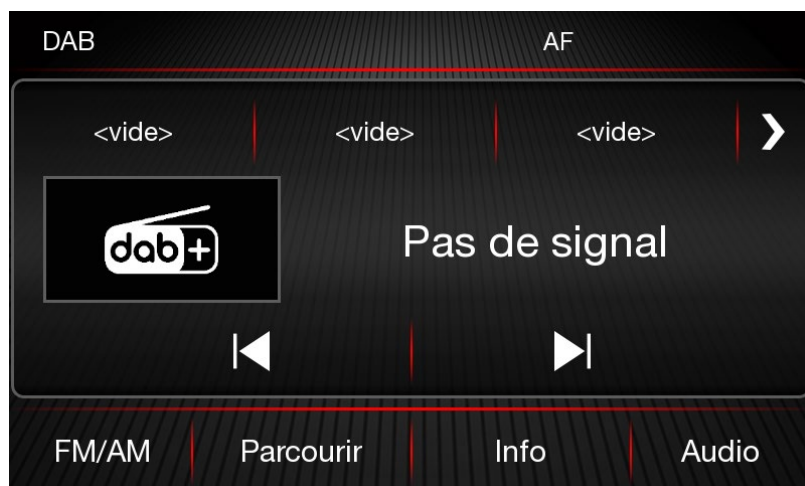 DAB AF
<vide> <vide> <vide>
dab+ Pas de signal
FM/AM Parcourir Info Audio